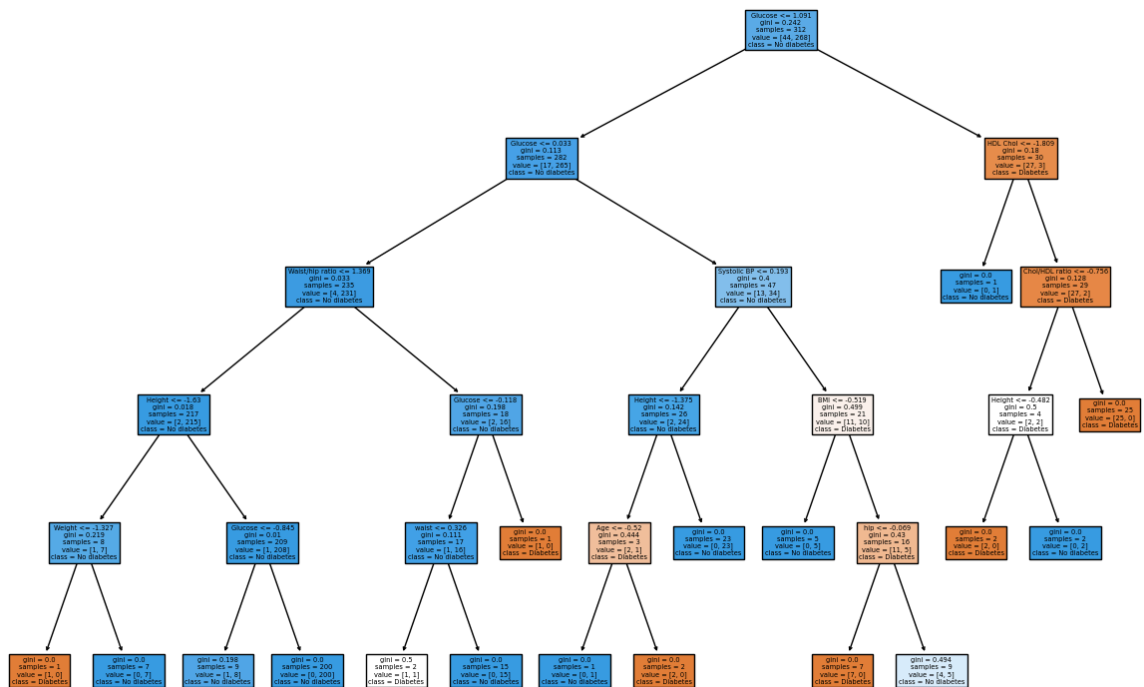 Glucose <= 1.091
gini = 0.242
samples = 312
value = [44, 268]
class = No diabetes
Glucose <= 0.033
gini = 0.113
samples = 282
value = [17, 265]
class = No diabetes
HDL Chol <= -1.809
gini = 0.18
samples = 30
value = [27, 3]
class = Diabetes
Waist/hip ratio <= 1.369
gini = 0.033
samples = 235
value = [4, 231]
class = No diabetes
Systolic BP <= 0.193
gini = 0.4
samples = 47
value = [13, 34]
class = No diabetes
gini = 0.0
samples = 1
value = [0, 1]
class = No diabetes
Chol/HDL ratio <= -0.756
gini = 0.128
samples = 29
value = [27, 2]
class = Diabetes
Height <= -1.63
gini = 0.018
samples = 217
value = [2, 215]
class = No diabetes
Glucose <= -0.118
gini = 0.198
samples = 18
value = [2, 16]
class = No diabetes
Height <= -1.375
gini = 0.142
samples = 26
value = [2, 24]
class = No diabetes
BMI <= -0.519
gini = 0.499
samples = 21
value = [11, 10]
class = Diabetes
Height <= -0.482
gini = 0.5
samples = 4
value = [2, 2]
class = Diabetes
gini = 0.0
samples = 25
value = [25, 0]
class = Diabetes
Weight <= -1.327
gini = 0.219
samples = 8
value = [1, 7]
class = No diabetes
Glucose <= -0.845
gini = 0.01
samples = 209
value = [1, 208]
class = No diabetes
waist <= 0.326
gini = 0.111
samples = 17
value = [1, 16]
class = No diabetes
gini = 0.0
samples = 1
value = [1, 0]
class = Diabetes
Age <= -0.52
gini = 0.444
samples = 3
value = [2, 1]
class = Diabetes
gini = 0.0
samples = 23
value = [0, 23]
class = No diabetes
gini = 0.0
samples = 5
value = [0, 5]
class = No diabetes
hip <= -0.069
gini = 0.43
samples = 16
value = [11, 5]
class = Diabetes
gini = 0.0
samples = 2
value = [2, 0]
class = Diabetes
gini = 0.0
samples = 2
value = [0, 2]
class = No diabetes
gini = 0.0
samples = 1
value = [1, 0]
class = Diabetes
gini = 0.0
samples = 7
value = [0, 7]
class = No diabetes
gini = 0.198
samples = 9
value = [1, 8]
class = No diabetes
gini = 0.0
samples = 200
value = [0, 200]
class = No diabetes
gini = 0.5
samples = 2
value = [1, 1]
class = Diabetes
gini = 0.0
samples = 15
value = [0, 15]
class = No diabetes
gini = 0.0
samples = 1
value = [0, 1]
class = No diabetes
gini = 0.0
samples = 2
value = [2, 0]
class = Diabetes
gini = 0.0
samples = 7
value = [7, 0]
class = Diabetes
gini = 0.494
samples = 9
value = [4, 5]
class = No diabetes